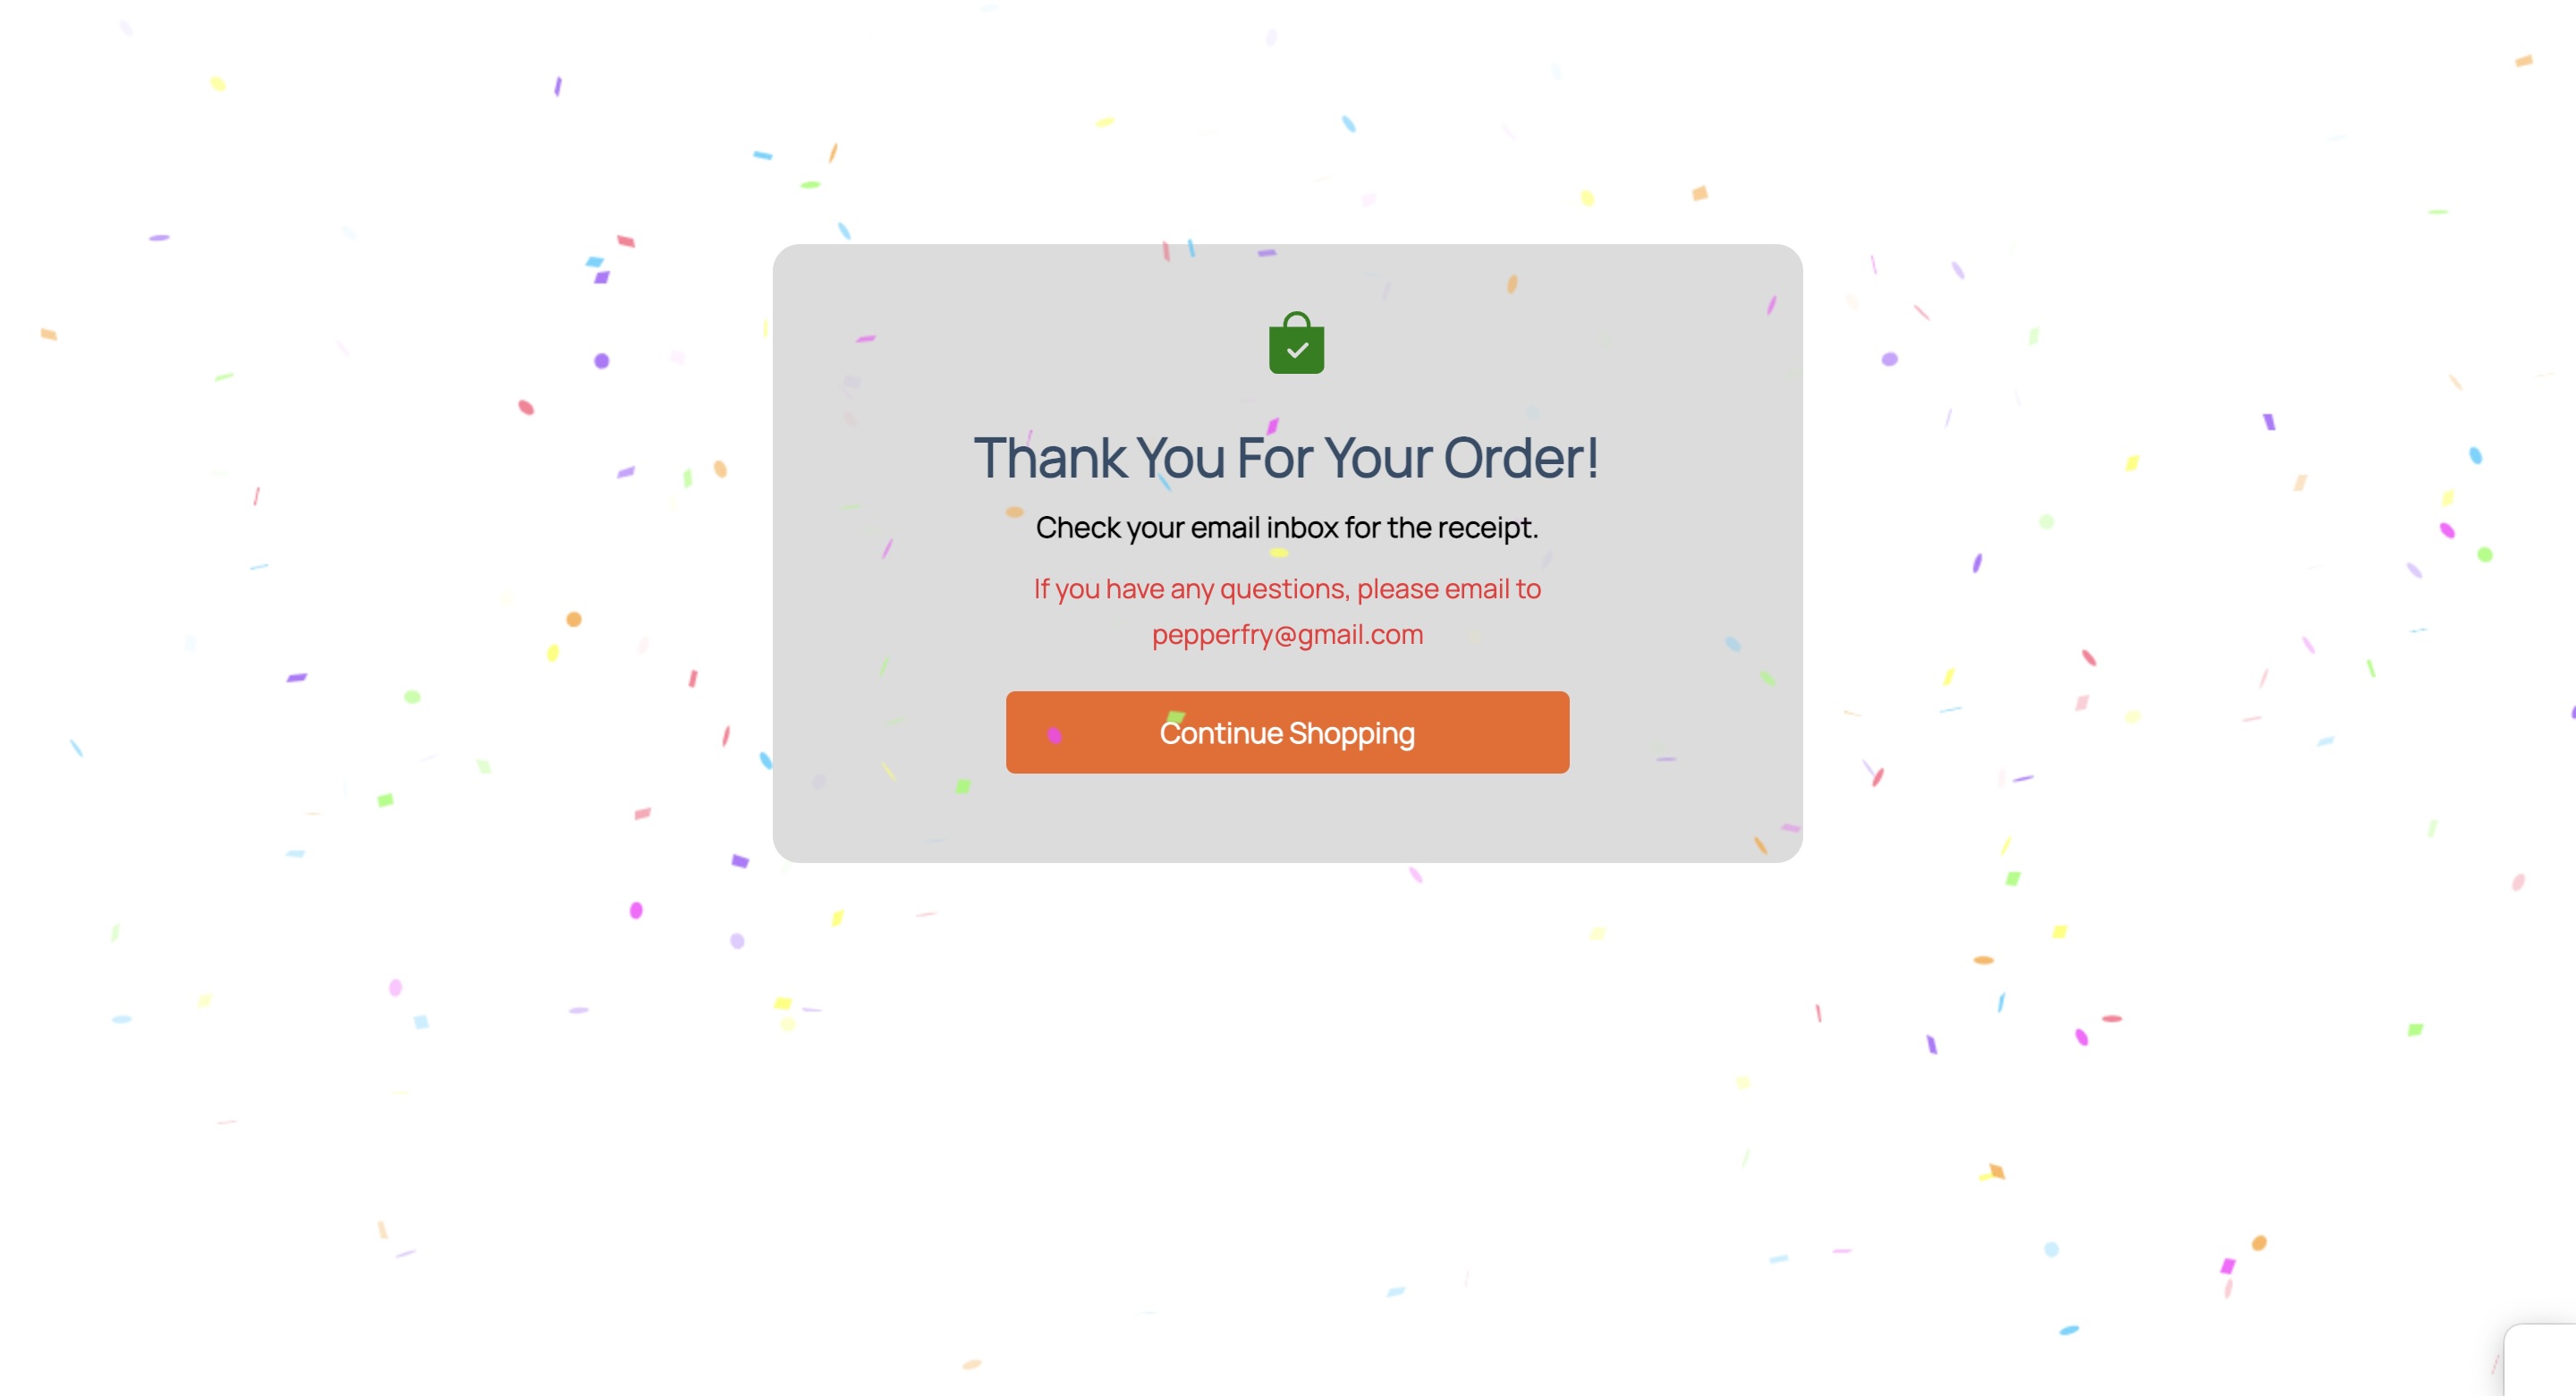 Thank You For Your Order!
Check your email inbox for the receipt.
If you have any questions, please email to
pepperfry@gmail.com
Continue Shopping